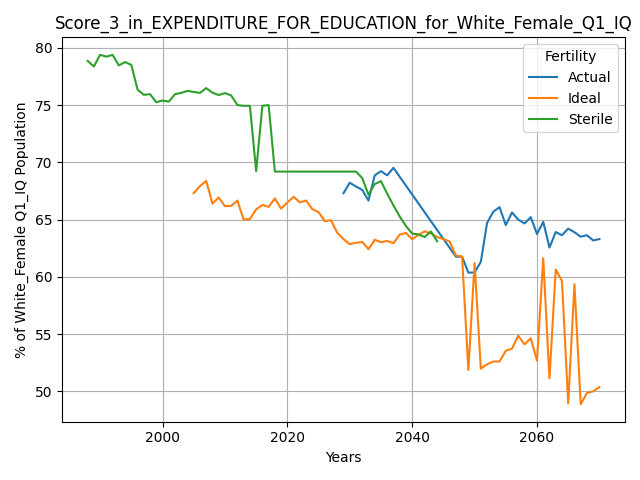 Score_3_in_EXPENDITURE_FOR_EDUCATION_for_White_Female_Q1_IQ
Fertility
Actual
Ideal
Sterile
% of White_Female Q1_IQ Population
80
75
70
65
60
55
50
2000
2020
2040
2060
Years